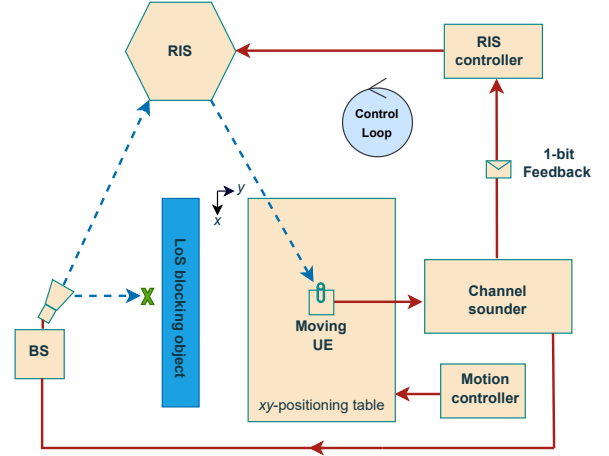 RIS
RIS
controller
Control
Loop
1-bit
Feedback
y
x
LoS blocking object
X
Channel
sounder
Moving
UE
BS
Motion
controller
xy-positioning table